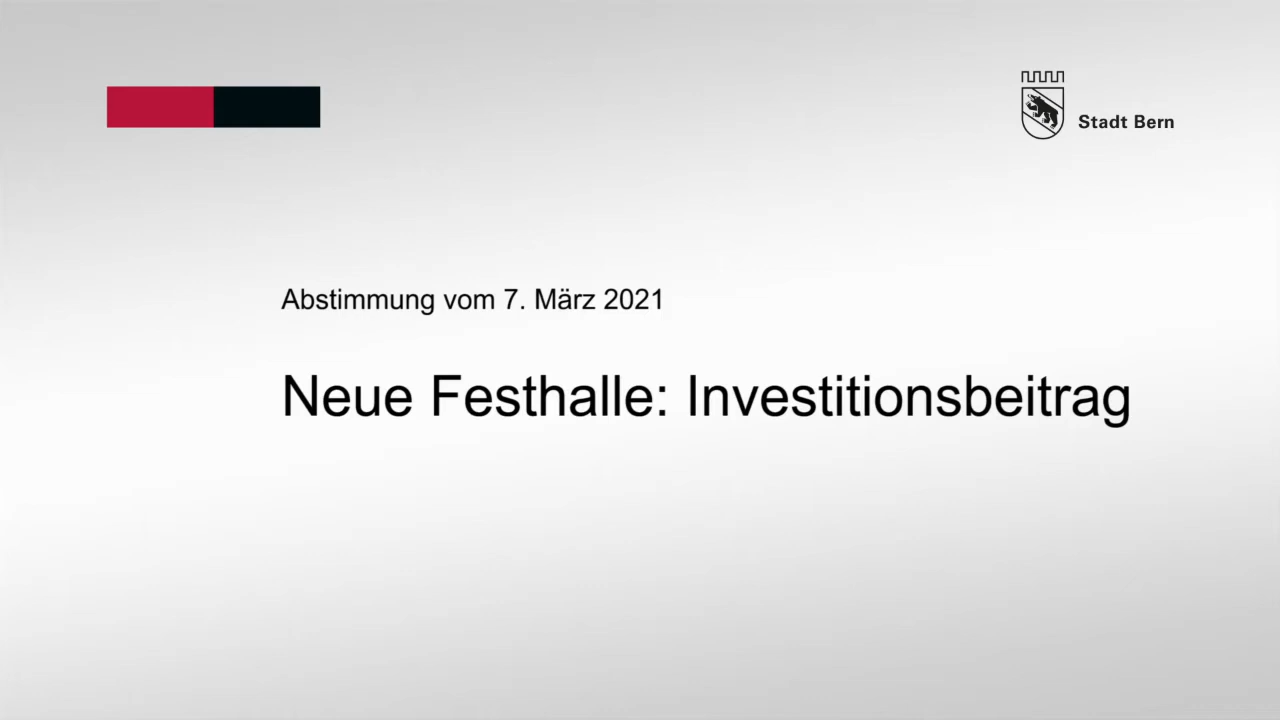 Stadt Bern
Abstimmung vom 7. März 2021
Neue Festhalle: Investitionsbeitrag